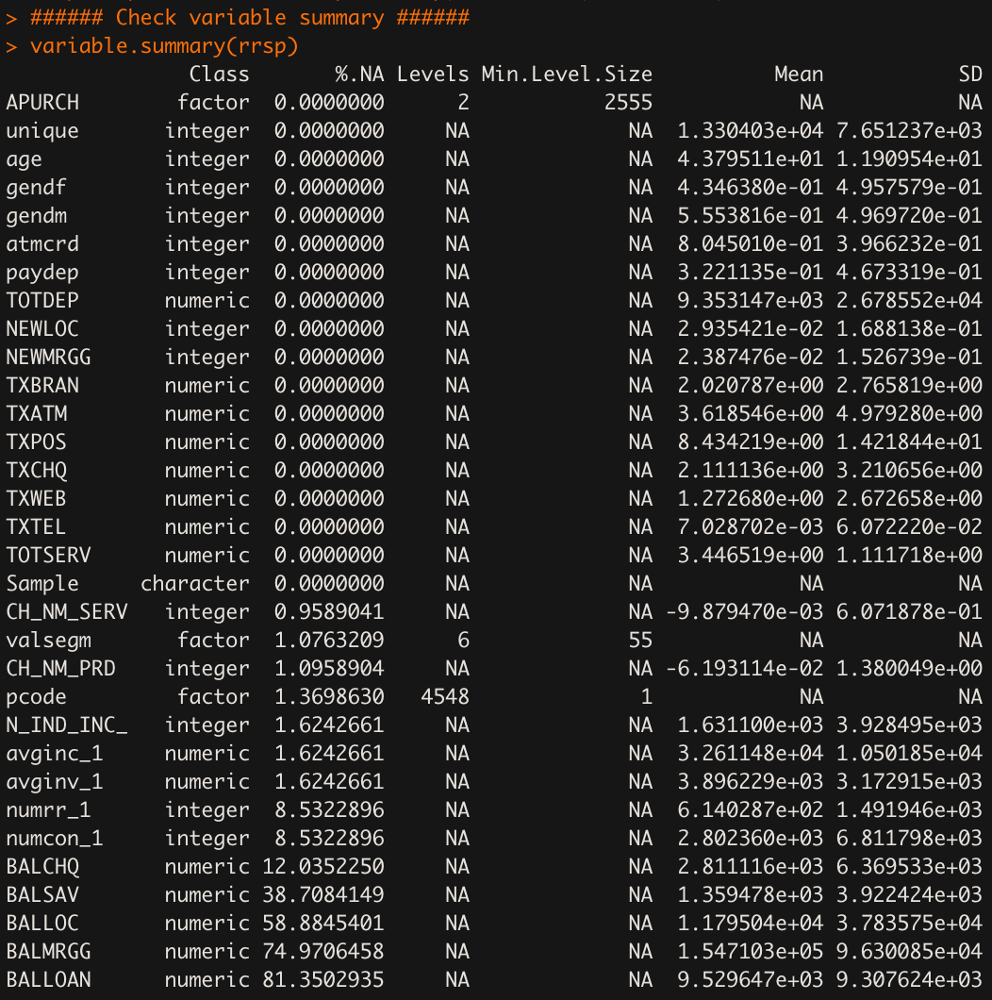 > ###### Check variable summary ######
> variable.summary(rrsp)
Class %.NA Levels Min.Level.Size Mean SD
APURCH factor 0.0000000 2 2555 NA NA
unique integer 0.0000000 NA NA 1.330403e+04 7.651237e+03
age integer 0.0000000 NA NA 4.379511e+01 1.190954e+01
gendf integer 0.0000000 NA NA 4.346380e-01 4.957579e-01
gendm integer 0.0000000 NA NA 5.553816e-01 4.969720e-01
atmcrd integer 0.0000000 NA NA 8.045010e-01 3.966232e-01
paydep integer 0.0000000 NA NA 3.221135e-01 4.673319e-01
TOTDEP numeric 0.0000000 NA NA 9.353147e+03 2.678552e+04
NEWLOC integer 0.0000000 NA NA 2.935421e-02 1.688138e-01
NEWMRGG integer 0.0000000 NA NA 2.387476e-02 1.526739e-01
TXBRAN numeric 0.0000000 NA NA 2.020787e+00 2.765819e+00
TXATM numeric 0.0000000 NA NA 3.618546e+00 4.979280e+00
TXPOS numeric 0.0000000 NA NA 8.434219e+00 1.421844e+01
TXCHQ numeric 0.0000000 NA NA 2.111136e+00 3.210656e+00
TXWEB numeric 0.0000000 NA NA 1.272680e+00 2.672658e+00
TXTEL numeric 0.0000000 NA NA 7.028702e-03 6.072220e-02
TOTSERV numeric 0.0000000 NA NA 3.446519e+00 1.111718e+00
Sample character 0.0000000 NA NA NA NA
CH_NM_SERV integer 0.9589041 NA NA -9.879470e-03 6.071878e-01
valsegm factor 1.0763209 6 55 NA NA
CH_NM_PRD integer 1.0958904 NA NA -6.193114e-02 1.380049e+00
pcode factor 1.3698630 4548 1 NA NA
N_IND_INC_ integer 1.6242661 NA NA 1.631100e+03 3.928495e+03
avginc_1 numeric 1.6242661 NA NA 3.261148e+04 1.050185e+04
avginv_1 numeric 1.6242661 NA NA 3.896229e+03 3.172915e+03
numrr_1 integer 8.5322896 NA NA 6.140287e+02 1.491946e+03
numcon_1 integer 8.5322896 NA NA 2.802360e+03 6.811798e+03
BALCHQ numeric 12.0352250 NA NA 2.811116e+03 6.369533e+03
BALSAV numeric 38.7084149 NA NA 1.359478e+03 3.922424e+03
BALLOC numeric 58.8845401 NA NA 1.179504e+04 3.783575e+04
BALMRGG numeric 74.9706458 NA NA 1.547103e+05 9.630085e+04
BALLOAN numeric 81.3502935 NA NA 9.529647e+03 9.307624e+03